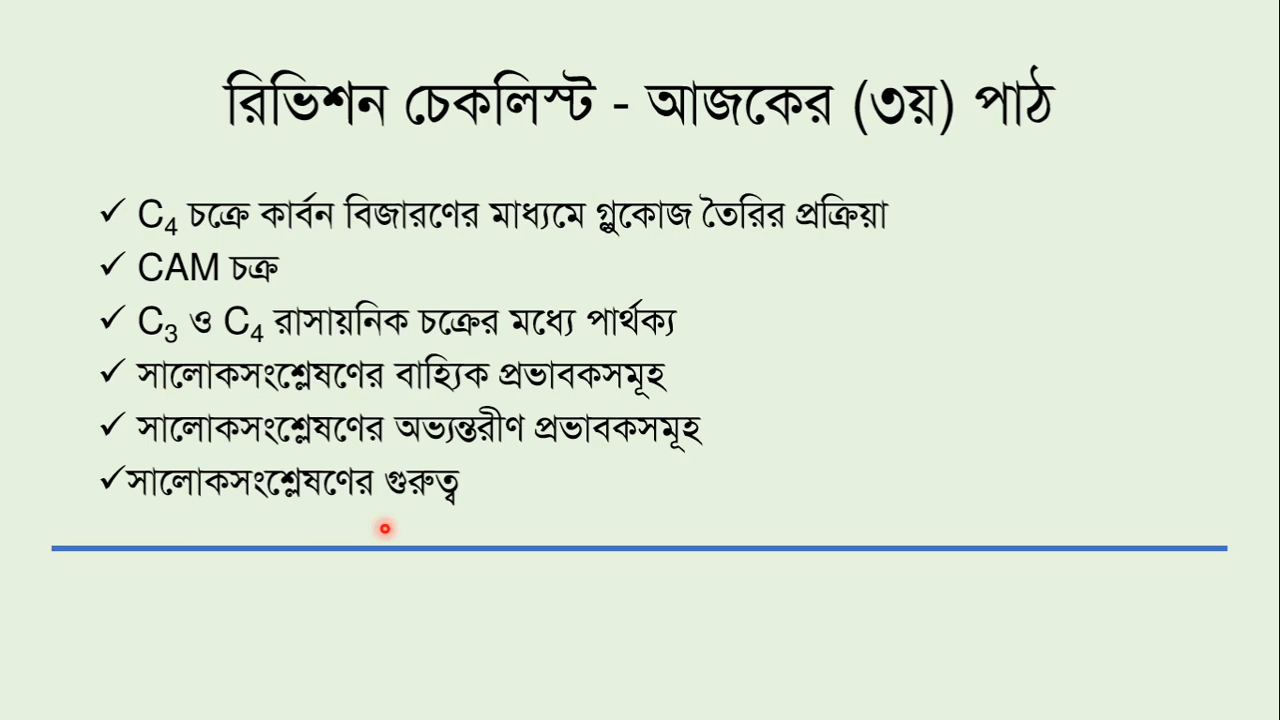 রিভিশন চেকলিস্ট - আজকের (৩য়) পাঠ
✓ C₄ চক্রে কার্বন বিজারণের মাধ্যমে গ্লুকোজ তৈরির প্রক্রিয়া
✓ CAM চক্র
✓ C₃ ও C₄ রাসায়নিক চক্রের মধ্যে পার্থক্য
✓ সালোকসংশ্লেষণের বাহ্যিক প্রভাবকসমূহ
✓ সালোকসংশ্লেষণের অভ্যন্তরীণ প্রভাবকসমূহ
✓সালোকসংশ্লেষণের গুরুত্ব